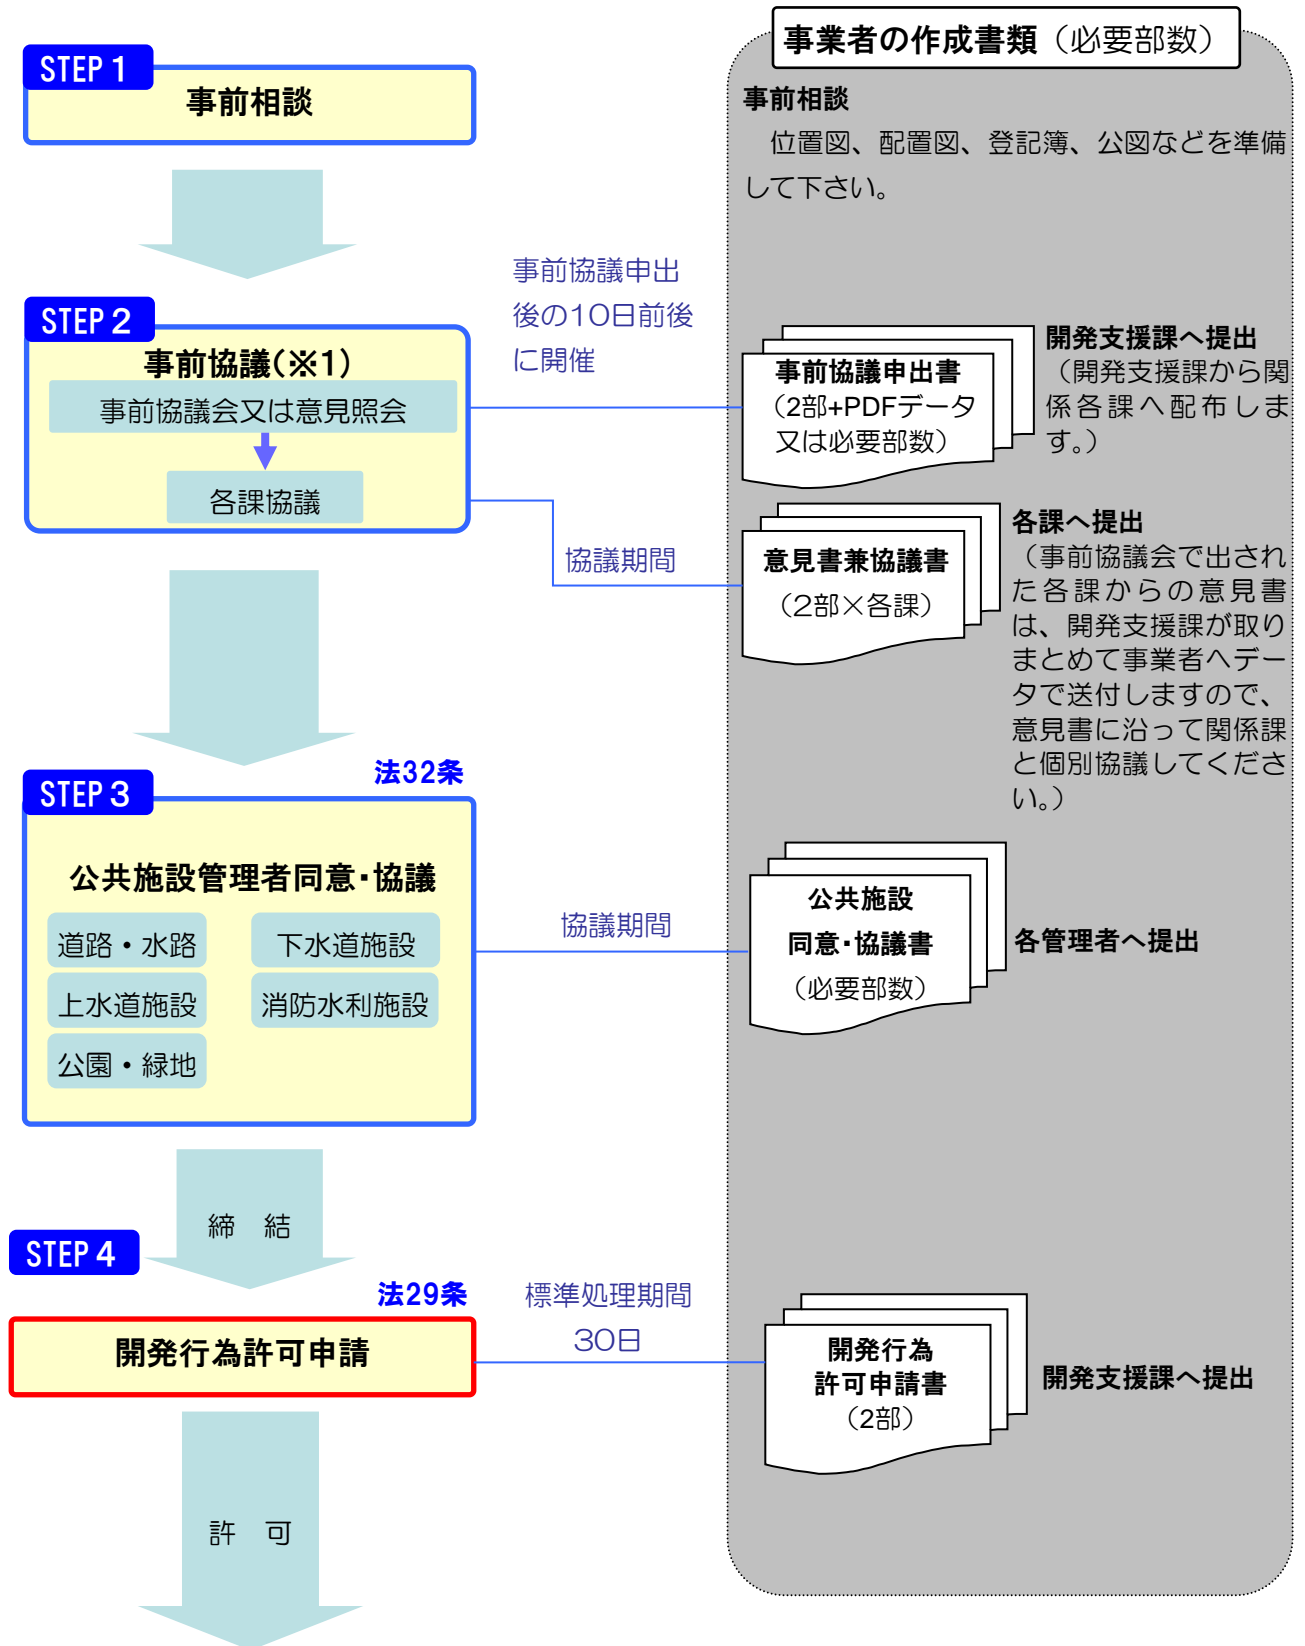 事業者の作成書類（必要部数）
STEP 1
事前相談
事前相談
位置図、配置図、登記簿、公図などを準備
して下さい。
事前協議申出
後の10日前後
に開催
STEP 2
事前協議(※1)
事前協議会又は意見照会
各課協議
事前協議申出書
（2部+PDFデータ
又は必要部数）
開発支援課へ提出
（開発支援課から関
係各課へ配布しま
す。）
協議期間
意見書兼協議書
（2部×各課）
各課へ提出
（事前協議会で出され
た各課からの意見書
は、開発支援課が取り
まとめて事業者へデー
タで送付しますので、
意見書に沿って関係課
と個別協議してくださ
い。）
法32条
STEP 3
公共施設管理者同意・協議
道路・水路
下水道施設
上水道施設
消防水利施設
公園・緑地
協議期間
公共施設
同意・協議書
（必要部数）
各管理者へ提出
締　結
STEP 4
法29条
開発行為許可申請
標準処理期間
30日
開発行為
許可申請書
（2部）
開発支援課へ提出
許　可